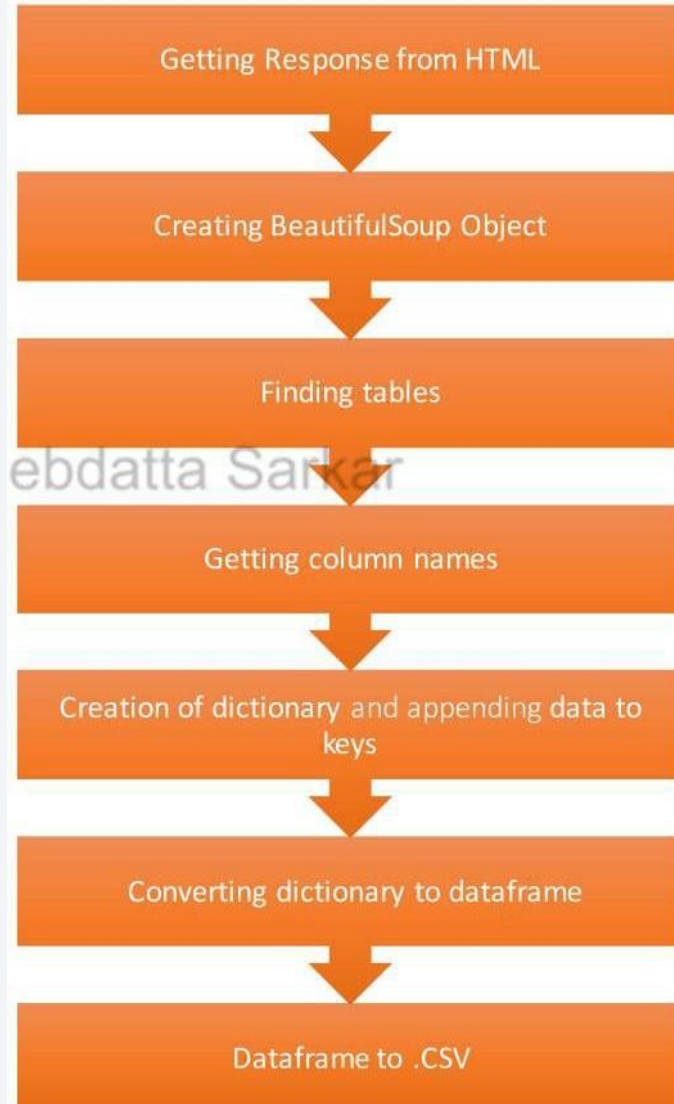 Getting Response from HTML
Creating BeautifulSoup Object
Finding tables
ebdatta Sarkar
Getting column names
Creation of dictionary and appending data to
keys
Converting dictionary to dataframe
Dataframe to .CSV